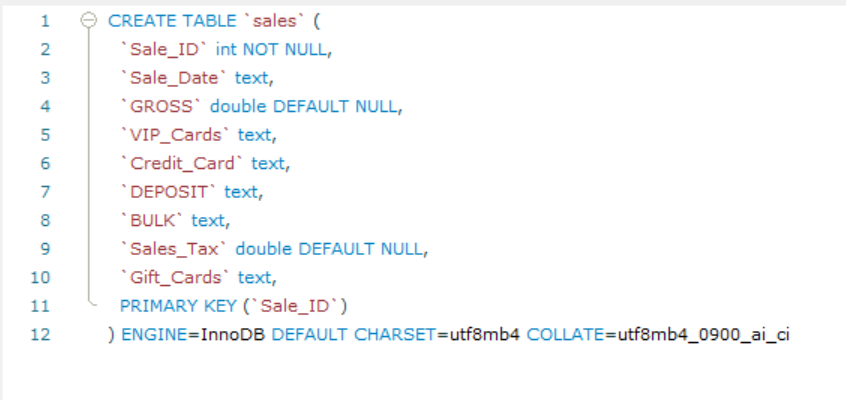 1 CREATE TABLE `sales` (
2 `Sale_ID` int NOT NULL,
3 `Sale_Date` text,
4 `GROSS` double DEFAULT NULL,
5 `VIP_Cards` text,
6 `Credit_Card` text,
7 `DEPOSIT` text,
8 `BULK` text,
9 `Sales_Tax` double DEFAULT NULL,
10 `Gift_Cards` text,
11 PRIMARY KEY (`Sale_ID`)
12 ) ENGINE=InnoDB DEFAULT CHARSET=utf8mb4 COLLATE=utf8mb4_0900_ai_ci